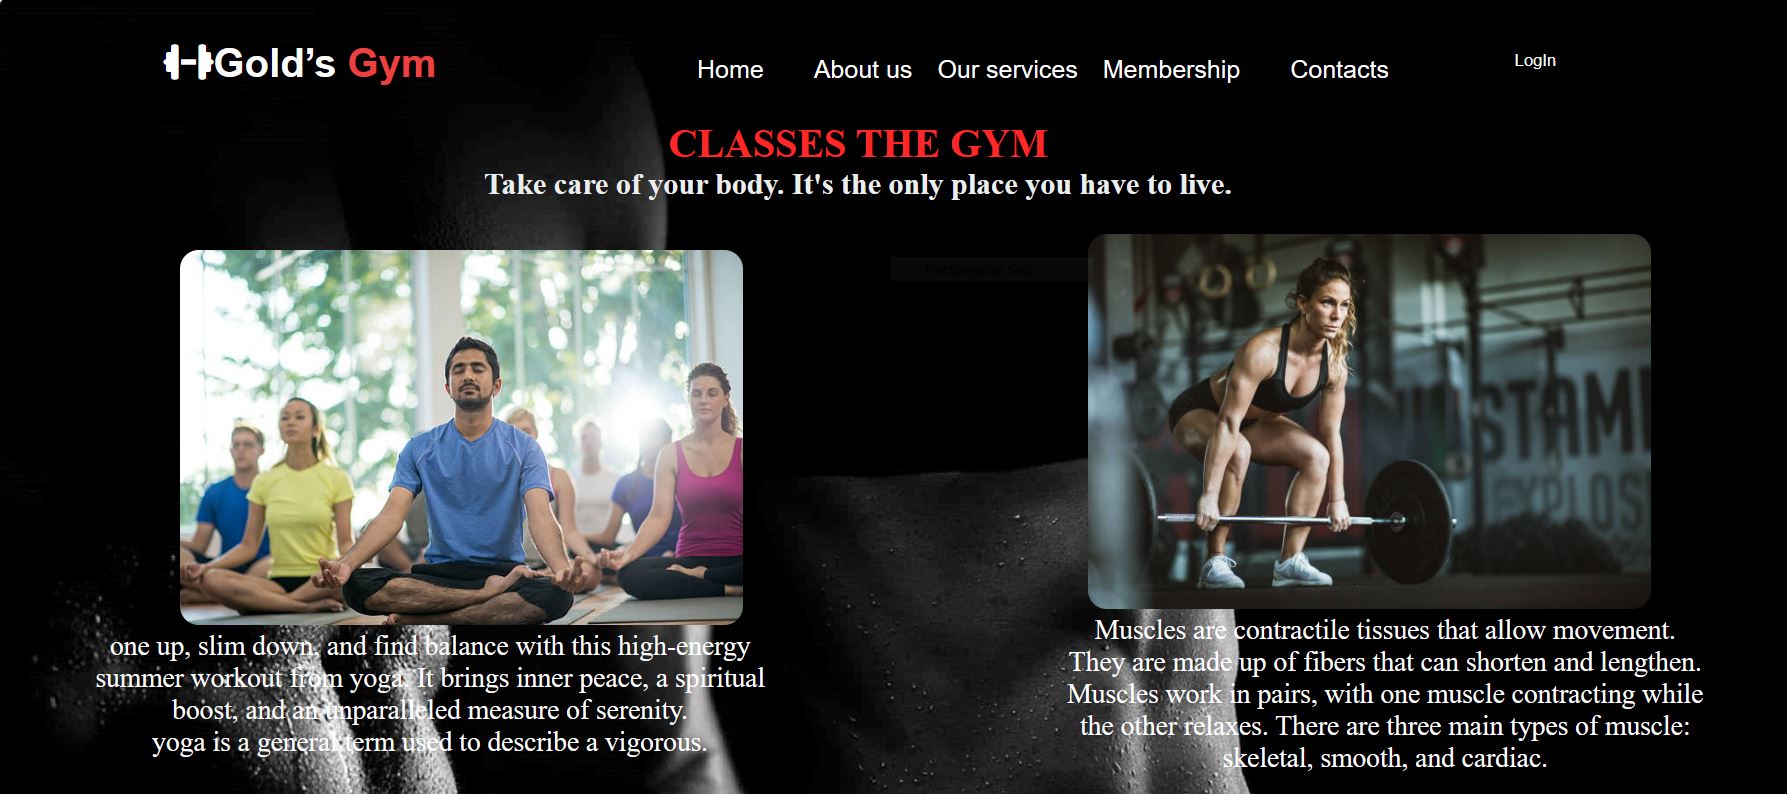 Gold’s Gym
Home About us Our services Membership Contacts LogIn
CLASSES THE GYM
Take care of your body. It's the only place you have to live.
Rectangular Snip
STAMI
EXPLOS
one up, slim down, and find balance with this high-energy
summer workout from yoga. It brings inner peace, a spiritual
boost, and an unparalleled measure of serenity.
yoga is a general term used to describe a vigorous.
Muscles are contractile tissues that allow movement.
They are made up of fibers that can shorten and lengthen.
Muscles work in pairs, with one muscle contracting while
the other relaxes. There are three main types of muscle:
skeletal, smooth, and cardiac.